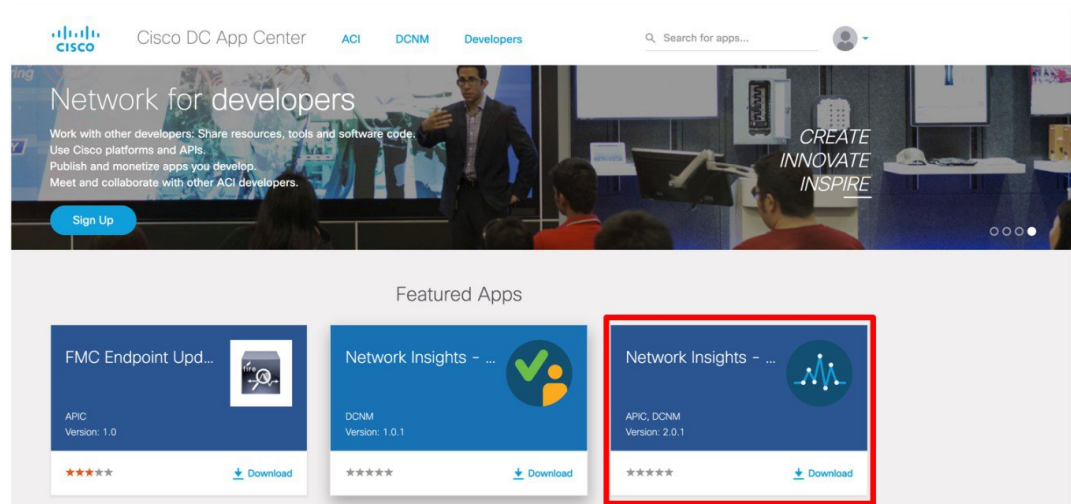 CISCO
Cisco DC App Center
ACI
DCNM
Developers
Search for apps...
Network for developers
Work with other developers: Share resources, tools and software code.
Use Cisco platforms and APIs.
Publish and monetize apps you develop.
Meet and collaborate with other ACI developers.
Sign Up
CREATE
INNOVATE
INSPIRE
Featured Apps
FMC Endpoint Upd...
fire
APIC
Version: 1.0
Download
Network Insights - ...
DCNM
Version: 1.0.1
Download
Network Insights - ...
APIC, DCNM
Version: 2.0.1
Download